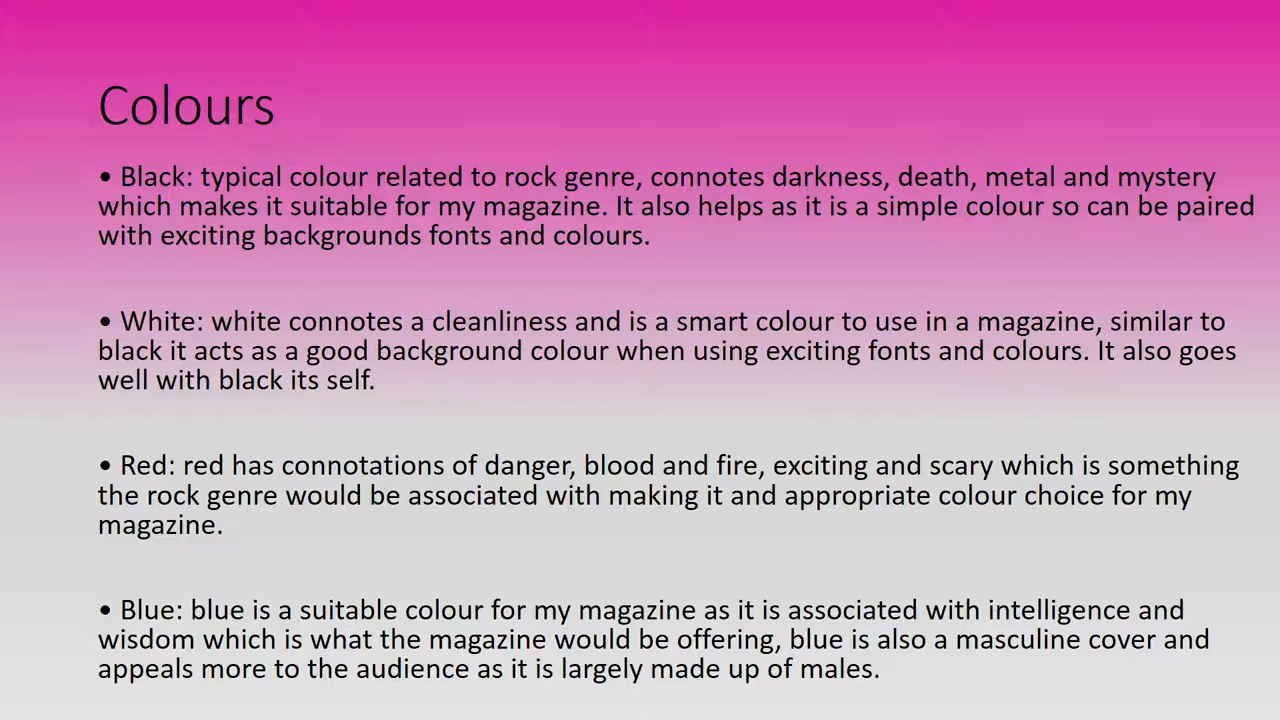 Colours
• Black: typical colour related to rock genre, connotes darkness, death, metal and mystery
which makes it suitable for my magazine. It also helps as it is a simple colour so can be paired
with exciting backgrounds fonts and colours.
• White: white connotes a cleanliness and is a smart colour to use in a magazine, similar to
black it acts as a good background colour when using exciting fonts and colours. It also goes
well with black its self.
• Red: red has connotations of danger, blood and fire, exciting and scary which is something
the rock genre would be associated with making it and appropriate colour choice for my
magazine.
• Blue: blue is a suitable colour for my magazine as it is associated with intelligence and
wisdom which is what the magazine would be offering, blue is also a masculine cover and
appeals more to the audience as it is largely made up of males.